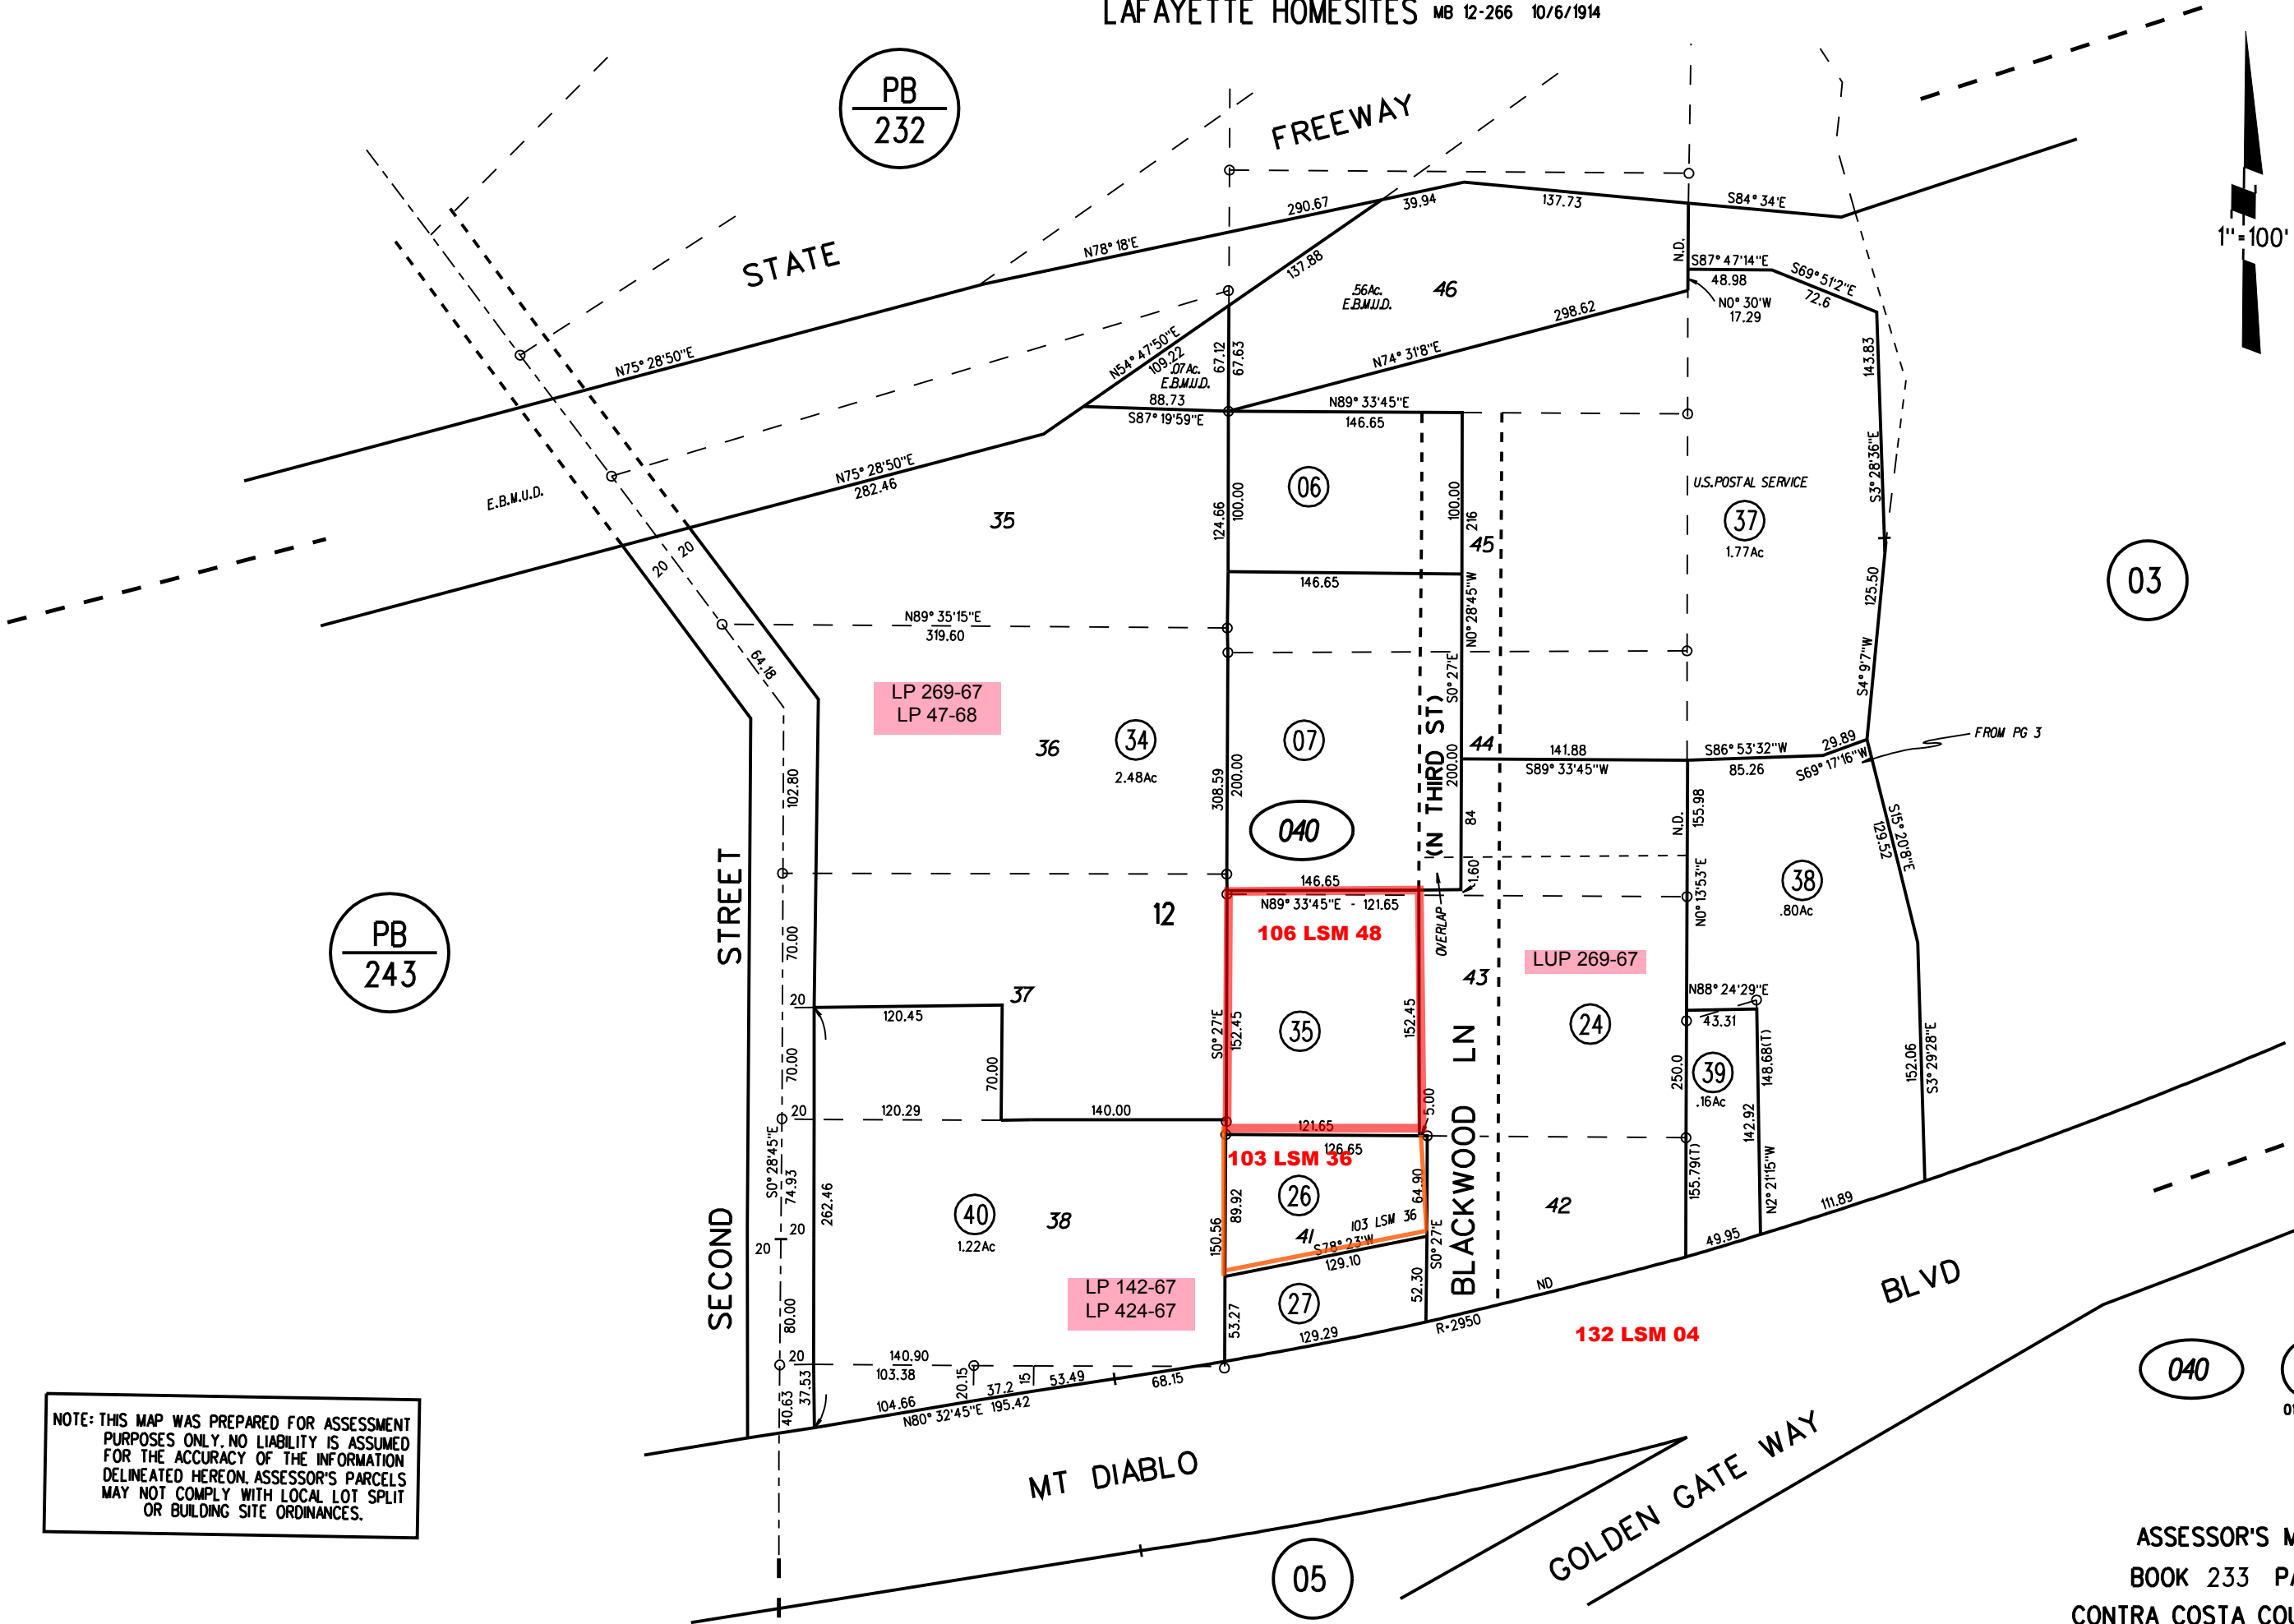 LAFAYETTE HOMESITES MB 12-266 10/6/1914
PB
232
FREEWAY
STATE
1"=100'
290.67
39.94
137.73
S84° 34'E
N78° 18'E
137.88
N.D.
S87° 47'14"E
48.98
S69° 51'2"E
72.6
N0° 30'W
17.29
.56Ac.
E.B.M.U.D.
46
298.62
N75° 28'50"E
N54° 47'50"E
109.22
.07Ac.
E.B.M.U.D.
67.12
67.63
N74° 31'8"E
143.83
88.73
S87° 19'59"E
N89° 33'45"E
146.65
N75° 28'50"E
282.46
E.B.M.U.D.
S3° 28'36"E
06
U.S.POSTAL SERVICE
37
1.77Ac
35
124.66
100.00
100.00
216
45
20
20
03
146.65
125.50
N0° 28'45"W
N89° 35'15"E
319.60
64.18
S0° 27'E
S4° 9'7"W
LP 269-67
LP 47-68
36
34
2.48Ac
07
(N THIRD ST)
44
141.88
S89° 33'45"W
S86° 53'32"W
85.26
29.89
S69° 17'16"W
FROM PG 3
102.80
308.59
200.00
200.00
84
040
N.D.
155.98
S15° 20'8"E
129.52
STREET
1.60
146.65
N89° 33'45"E - 121.65
N0° 13'53"E
38
.80Ac
PB
243
12
106 LSM 48
OVERLAP
70.00
LUP 269-67
43
37
20
120.45
N88° 24'29"E
43.31
S0° 27'E
152.45
35
152.45
24
70.00
70.00
LN
250.0
39
.16Ac
148.68(T)
152.06
S3° 29'28"E
20
120.29
140.00
121.65
5.00
126.65
103 LSM 36
142.92
S0° 28'45"E
74.93
262.46
40
1.22Ac
38
89.92
150.56
26
64.90
103 LSM 36
41
S78° 23'W
129.10
S0° 27'E
BLACKWOOD
42
155.79(T)
N2° 21'15"W
111.89
49.95
SECOND
20
20
LP 142-67
LP 424-67
80.00
53.27
27
52.30
129.29
R=2950
ND
BLVD
132 LSM 04
20
140.90
103.38
20.15
37.2
15
53.49
68.15
040
40.63
37.53
104.66
N80° 32'45"E 195.42
NOTE: THIS MAP WAS PREPARED FOR ASSESSMENT
PURPOSES ONLY. NO LIABILITY IS ASSUMED
FOR THE ACCURACY OF THE INFORMATION
DELINEATED HEREON. ASSESSOR'S PARCELS
MAY NOT COMPLY WITH LOCAL LOT SPLIT
OR BUILDING SITE ORDINANCES.
MT DIABLO
GOLDEN GATE WAY
05
ASSESSOR'S M
BOOK 233 PA
CONTRA COSTA COU